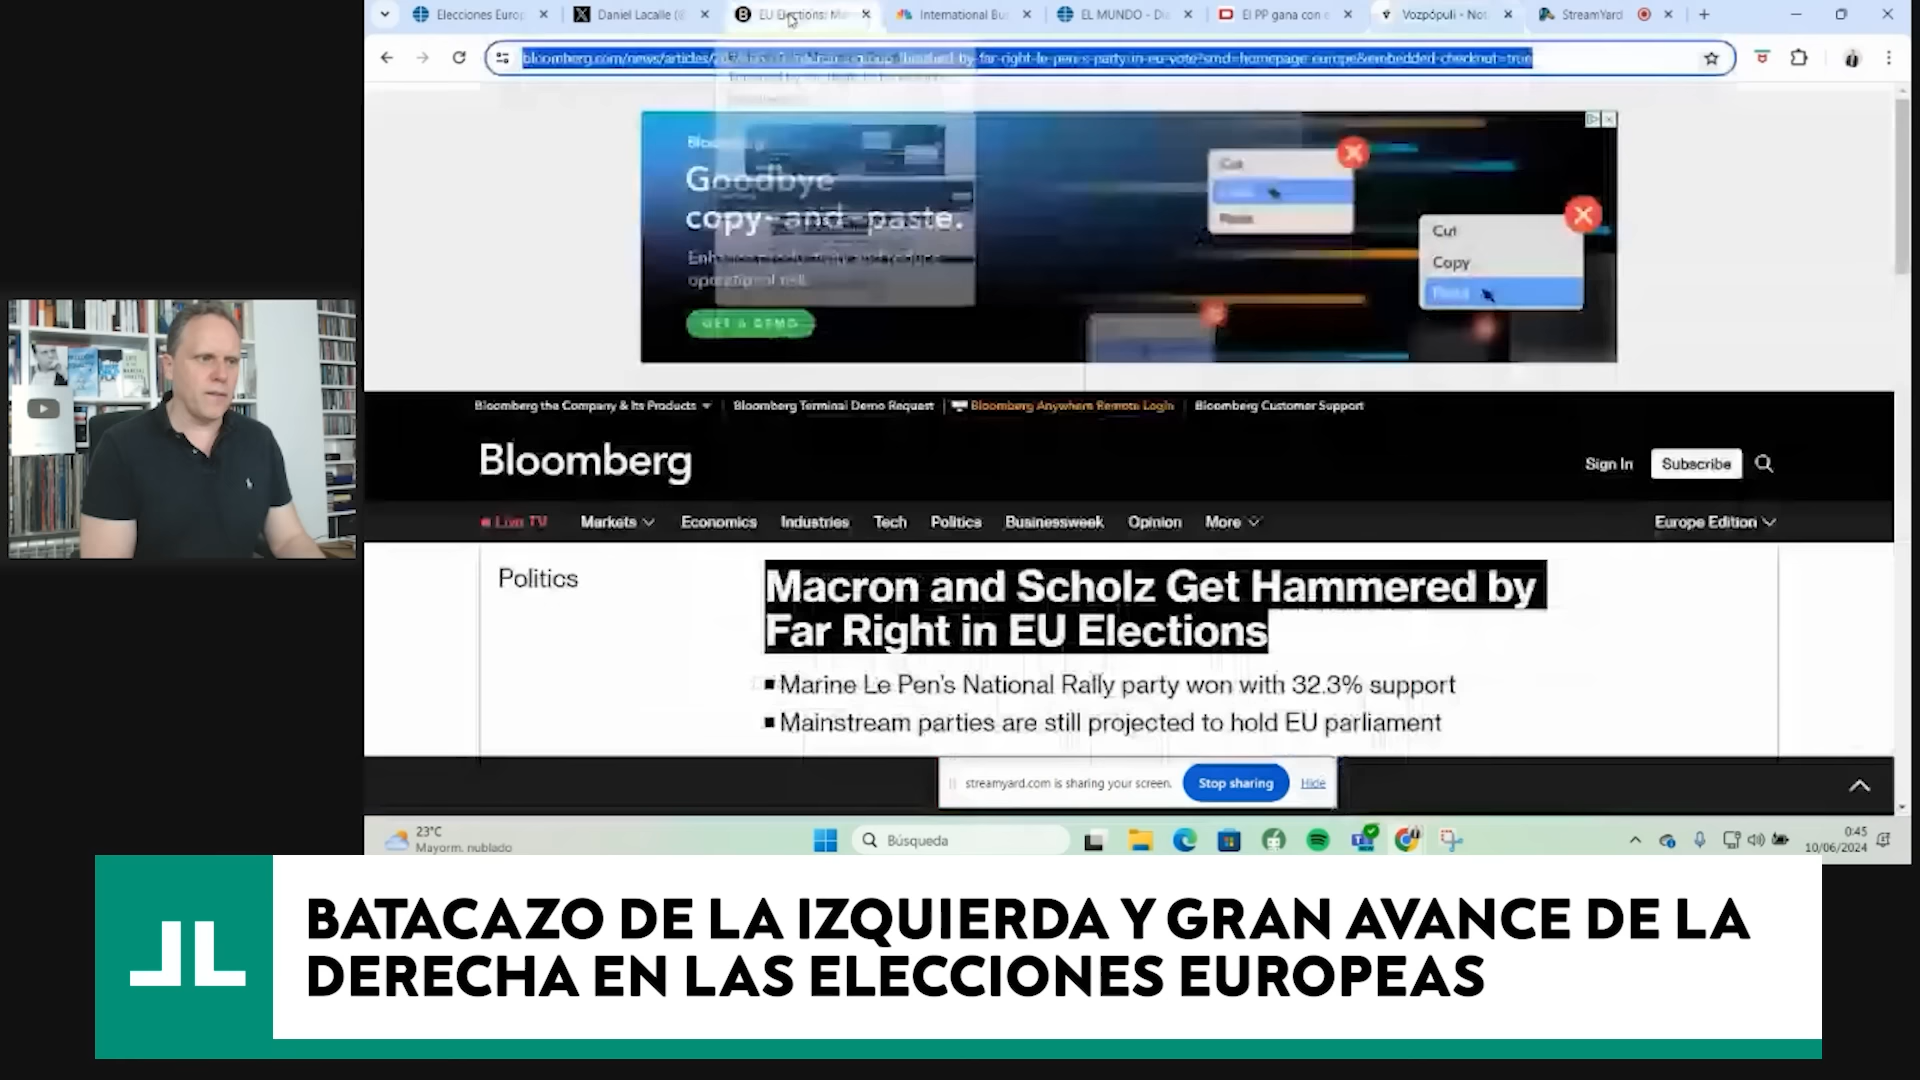 Elecciones Euro
Daniel Lacalle (
EU Elections: M
International Bu
EL MUNDO - Di
El PP gana con
Vozpópuli - Not
StreamYard
Goodbye
copy- and -paste.
GET A DEMO
Cut
Paste
Cut
Copy
Paste
Bloomberg the Company & Its Products
Bloomberg Terminal Demo Request
Bloomberg Anywhere Remote Login
Bloomberg Customer Support
Bloomberg
Sign In
Subscribe
Live TV
Markets
Economics
Industries
Tech
Politics
Businessweek
Opinion
More
Europe Edition
Politics
Macron and Scholz Get Hammered by
Far Right in EU Elections
Marine Le Pen's National Rally party won with 32.3% support
Mainstream parties are still projected to hold EU parliament
streamyard.com is sharing your screen.
Stop sharing
Hide
23°C
Mayorm. nublado
Búsqueda
0:45
10/06/2024
BATACAZO DE LA IZQUIERDA Y GRAN AVANCE DE LA
DERECHA EN LAS ELECCIONES EUROPEAS